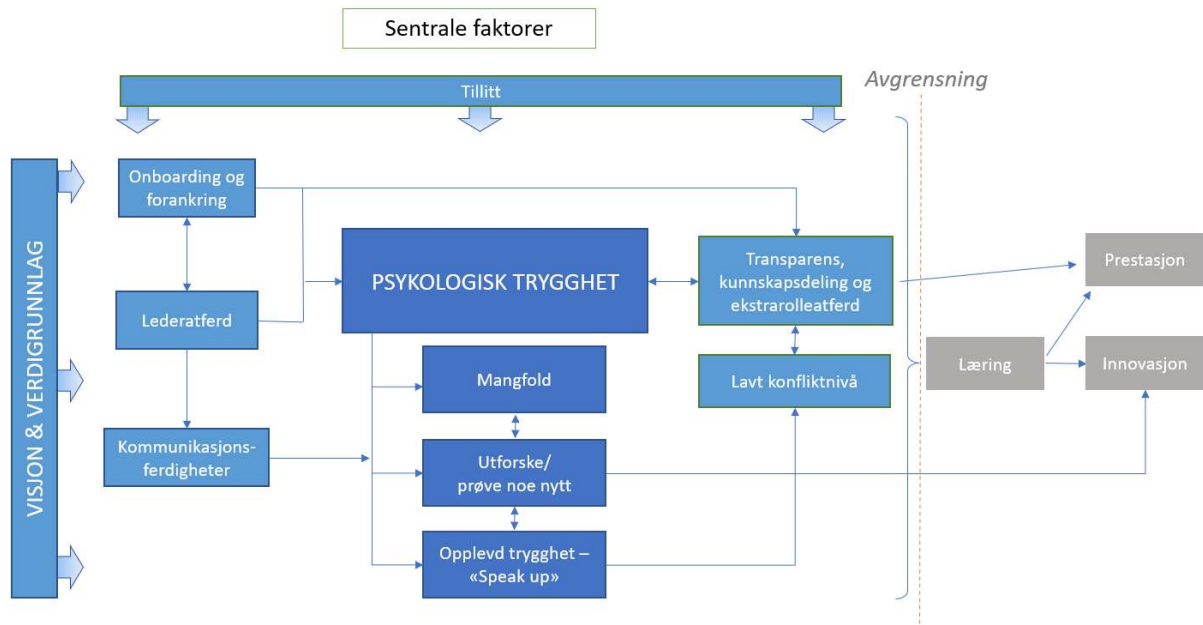 Sentrale faktorer
Tillitt
Avgrensning
VISJON & VERDIGRUNNLAG
Onboarding og
forankring
Lederatferd
Kommunikasjons-
ferdigheter
PSYKOLOGISK TRYGGHET
Mangfold
Utforske/
prøve noe nytt
Opplevd trygghet –
«Speak up»
Transparens,
kunnskapsdeling og
ekstrarolleatferd
Lavt konfliktnivå
Læring
Prestasjon
Innovasjon